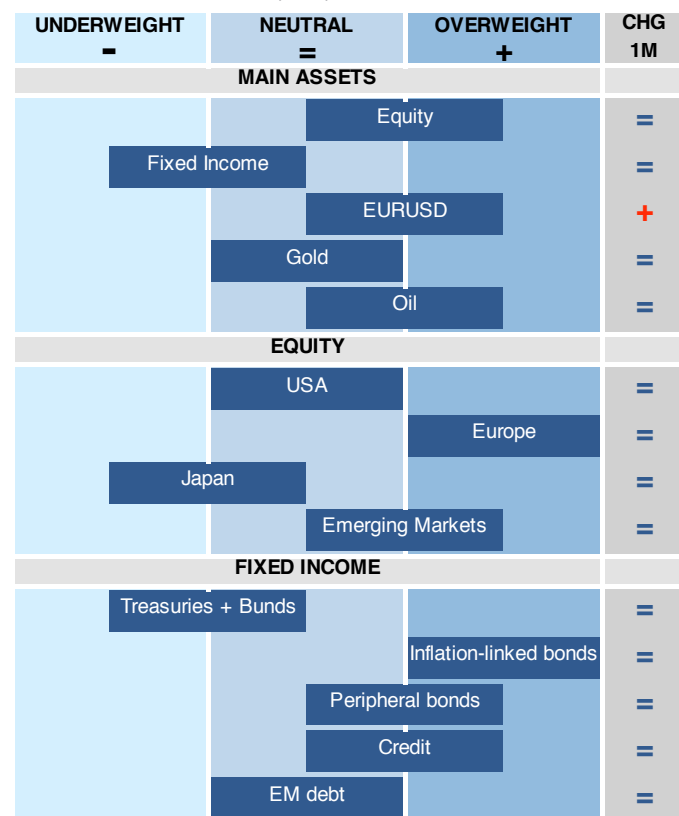 UNDERWEIGHT NEUTRAL OVERWEIGHT CHG
- = + 1M
MAIN ASSETS
Equity =
Fixed Income =
EURUSD +
Gold =
Oil =
EQUITY
USA =
Europe =
Japan =
Emerging Markets =
FIXED INCOME
Treasuries + Bunds =
Inflation-linked bonds =
Peripheral bonds =
Credit =
EM debt =